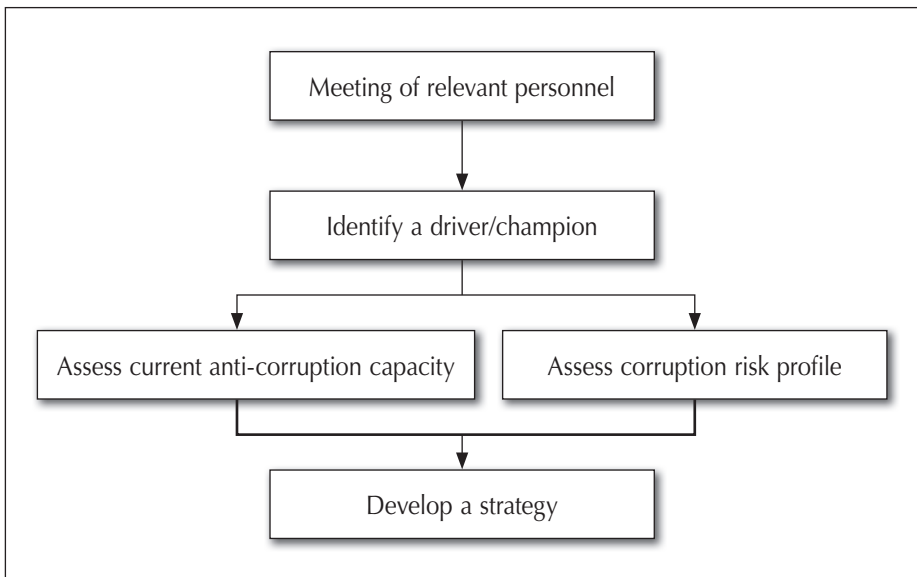 Meeting of relevant personnel
Identify a driver/champion
Assess current anti-corruption capacity
Assess corruption risk profile
Develop a strategy